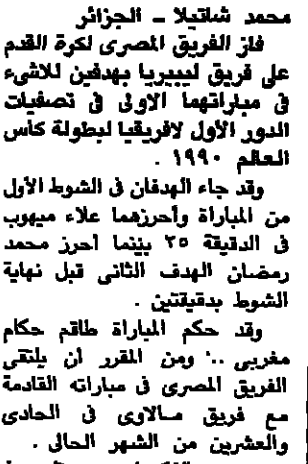 محمد شانتيلا ـ الجزائر
فاز الفريق المصرى لكرة القدم
على فريق ليبيريا بهدفين للاشىء
فى مباراتهما الاولى فى تصفيات
الدور الأول لافريقيا لبطولة كاس
العالم ١٩٩٠ .
وقد جاء الهدفان فى الشوط الأول
من المباراة وأحرزهما علاء ميهوب
فى الدقيقة ٢٥ بينما أحرز محمد
رمضان الهدف الثانى قبل نهاية
الشوط بدقيقتين .
وقد حكم المباراة طاقم حكام
مغربى .. ومن المقرر أن يلتقى
الفريق المصرى فى مباراته القادمة
مع فريق مالاوى فى الحادى
والعشرين من الشهر الحالى .